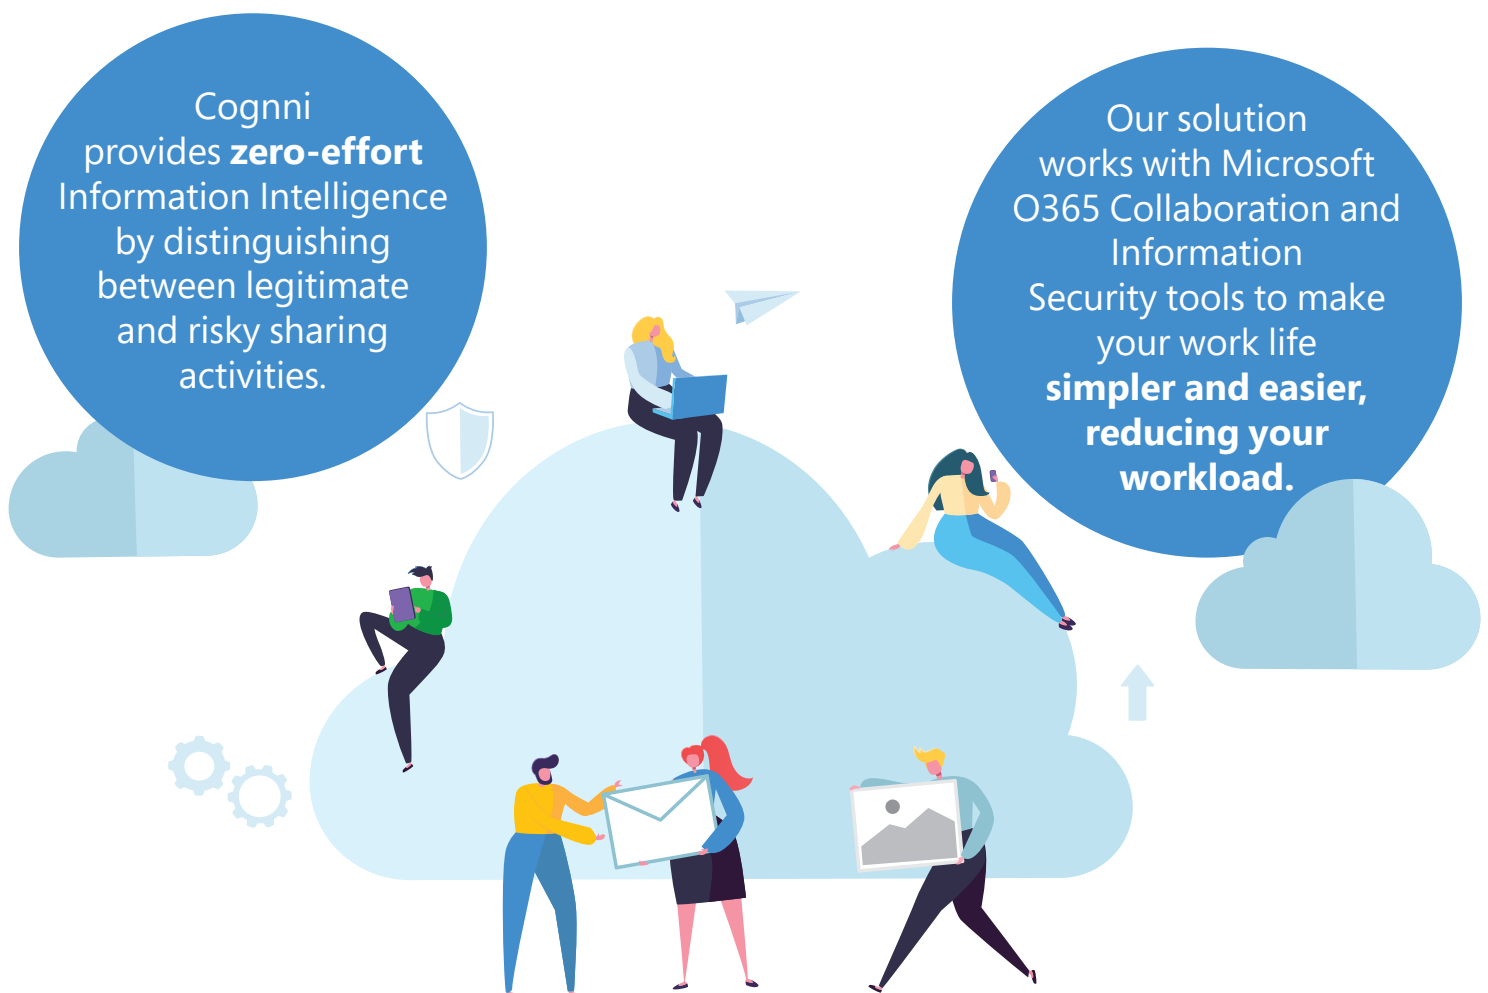 Cognni
provides zero-effort
Information Intelligence
by distinguishing
between legitimate
and risky sharing
activities.
Our solution
works with Microsoft
O365 Collaboration and
Information
Security tools to make
your work life
simpler and easier,
reducing your
workload.